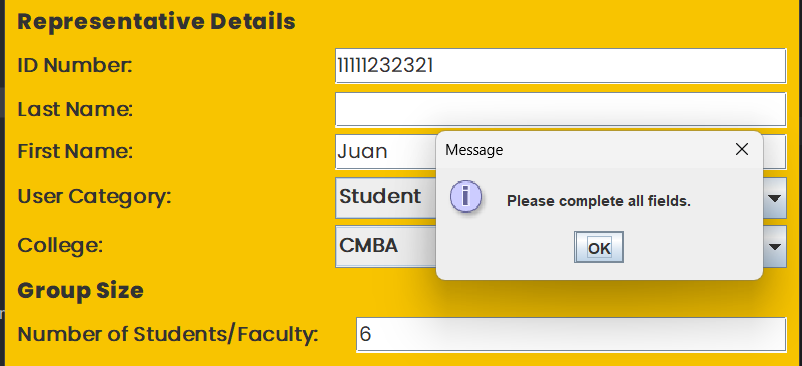 Representative Details
ID Number: 11111232321
Last Name:
First Name: Juan
Message
User Category: Student
Please complete all fields.
College: CMBA
OK
Group Size
Number of Students/Faculty: 6